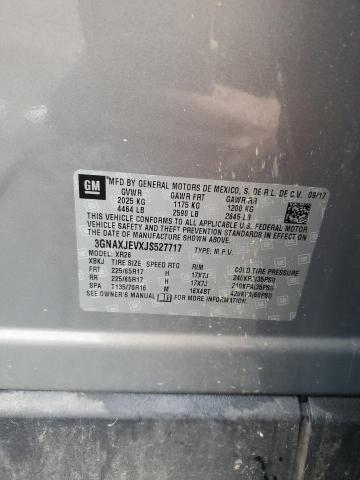 GM
MFD BY GENERAL MOTORS DE MEXICO, S. DE R.L. DE C.V. 09/17
GVWR GAWR FRT GAWR RR
2025 KG 1175 KG 1200 KG
4464 LB 2590 LB 2645 LB
THIS VEHICLE CONFORMS TO ALL APPLICABLE U.S. FEDERAL
MOTOR VEHICLE SAFETY, BUMPER, AND THEFT PREVENTION
STANDARDS IN EFFECT ON THE DATE OF MANUFACTURE SHOWN ABOVE.
3GNAXJEVXJS527717 TYPE: M.P.V.
MODEL: XR26
XBKJ TIRE SIZE SPEED RTG RIM COLD TIRE PRESSURE
FRT 225/65R17 H 17X7J 240KPA(35PSI)
RR 225/65R17 H 17X7J 240KPA(35PSI)
SPA T135/70R16 M 16X4BT 420KPA(60PSI)
SEE OWNER'S MANUAL FOR MORE INFORMATION.